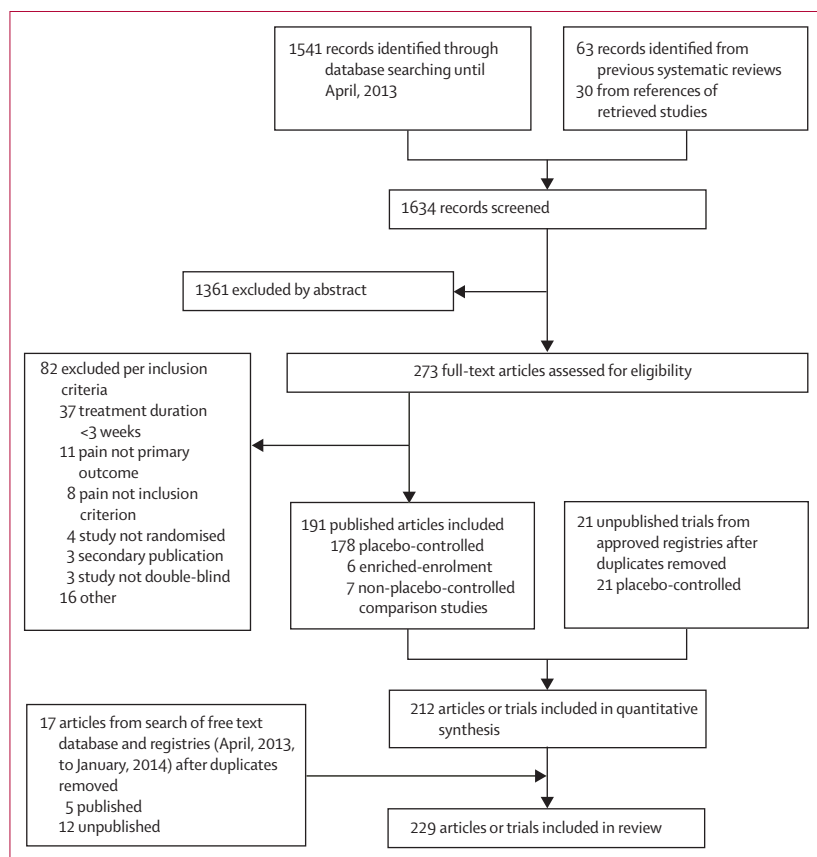 1541 records identified through
database searching until
April, 2013
63 records identified from
previous systematic reviews
30 from references of
retrieved studies
1634 records screened
1361 excluded by abstract
273 full-text articles assessed for eligibility
82 excluded per inclusion
criteria
37 treatment duration
<3 weeks
11 pain not primary
outcome
8 pain not inclusion
criterion
4 study not randomised
3 secondary publication
3 study not double-blind
16 other
191 published articles included
178 placebo-controlled
6 enriched-enrolment
7 non-placebo-controlled
comparison studies
21 unpublished trials from
approved registries after
duplicates removed
21 placebo-controlled
212 articles or trials included in quantitative
synthesis
17 articles from search of free text
database and registries (April, 2013,
to January, 2014) after duplicates
removed
5 published
12 unpublished
229 articles or trials included in review